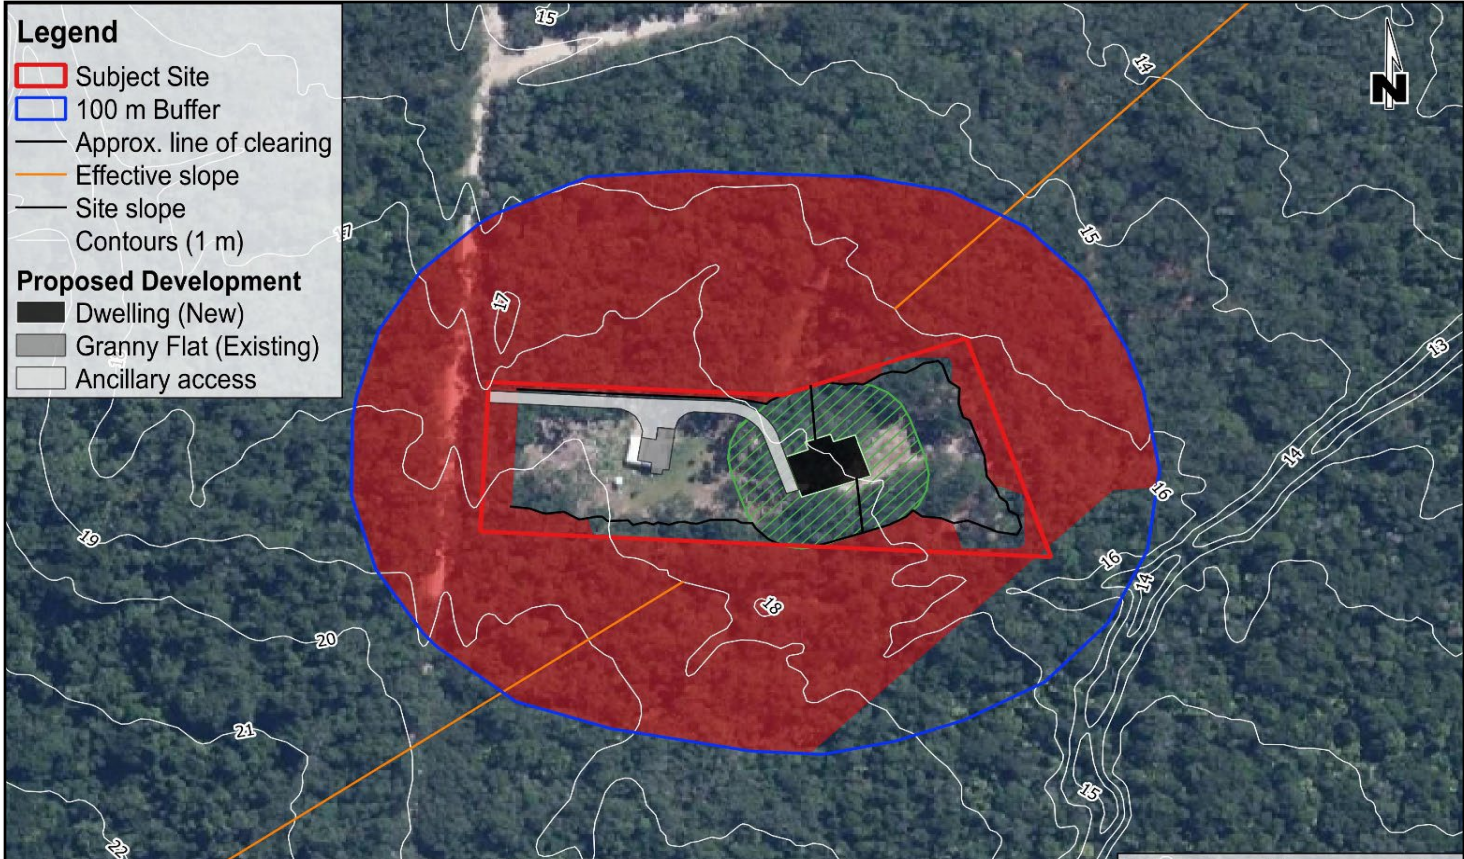 Legend
Subject Site
100 m Buffer
Approx. line of clearing
Effective slope
Site slope
Contours (1 m)
Proposed Development
Dwelling (New)
Granny Flat (Existing)
Ancillary access
N
15
14
17
15
17
13
14
16
19
16
14
18
20
21
15
22